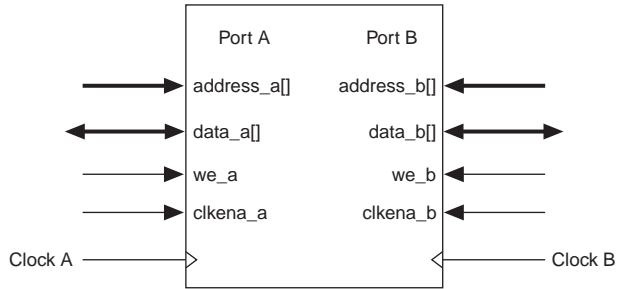 Port A Port B
address_a[] address_b[]
data_a[] data_b[]
we_a we_b
clkena_a clkena_b
Clock A Clock B